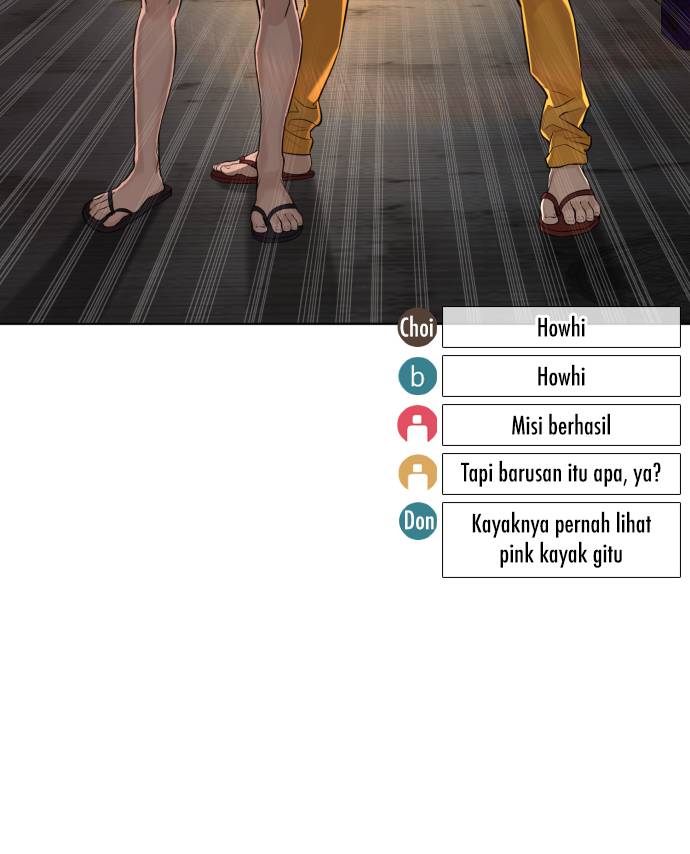 Choi Howhi
b Howhi
Misi berhasil
Tapi barusan itu apa, ya?
Don Kayaknya pernah lihat
pink kayak gitu